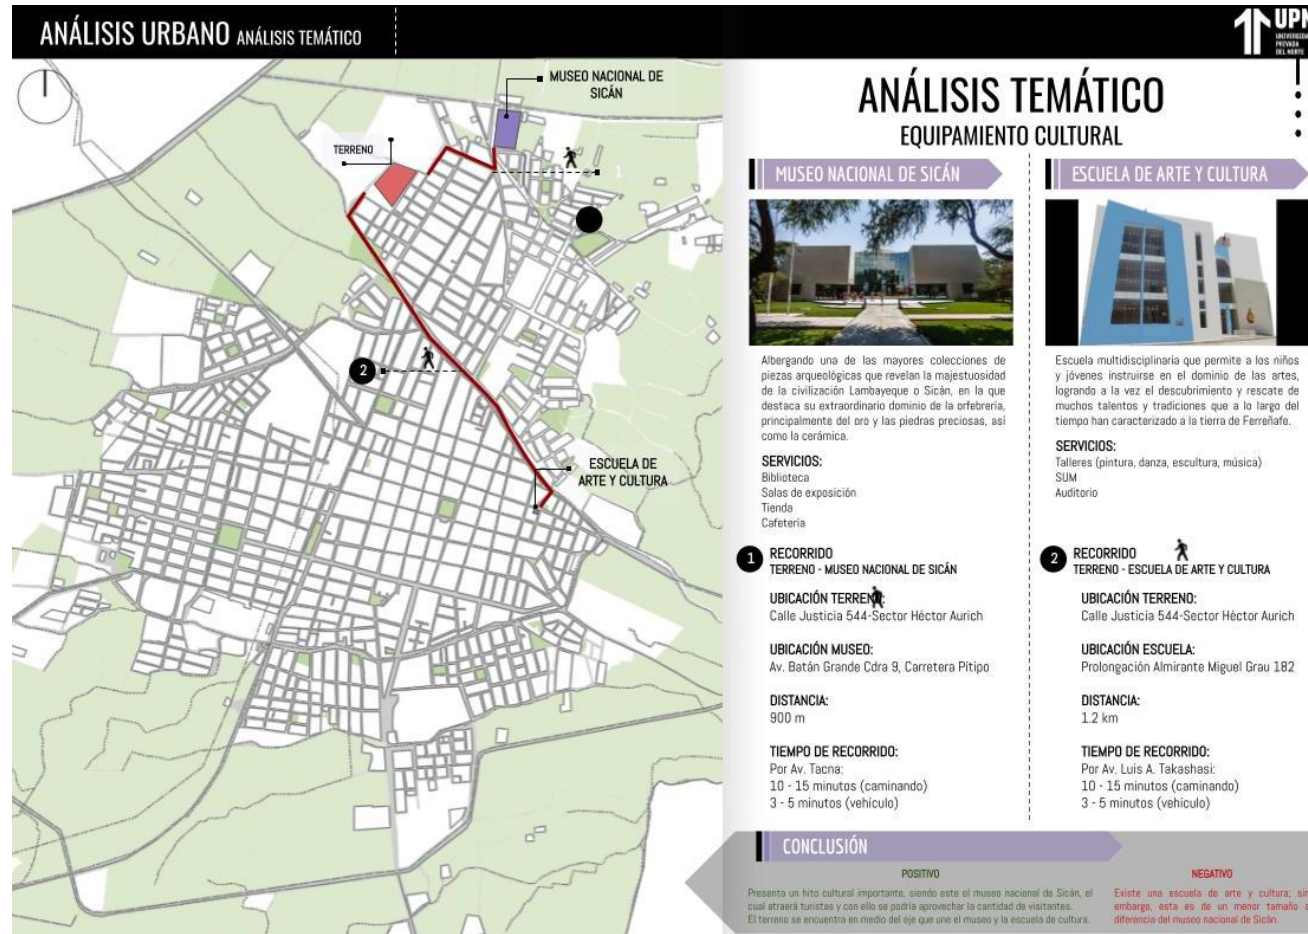 ANÁLISIS URBANO ANÁLISIS TEMÁTICO
UPN
UNIVERSIDAD
PRIVADA
DEL NORTE
MUSEO NACIONAL DE
SICÁN
TERRENO
1
2
ESCUELA DE
ARTE Y CULTURA
ANÁLISIS TEMÁTICO
EQUIPAMIENTO CULTURAL
MUSEO NACIONAL DE SICÁN
Albergando una de las mayores colecciones de
piezas arqueológicas que revelan la majestuosidad
de la civilización Lambayeque o Sicán, en la que
destaca su extraordinario dominio de la orfebrería,
principalmente del oro y las piedras preciosas, así
como la cerámica.
SERVICIOS:
Biblioteca
Salas de exposición
Tienda
Cafetería
1 RECORRIDO
TERRENO - MUSEO NACIONAL DE SICÁN
UBICACIÓN TERRENO:
Calle Justicia 544-Sector Héctor Aurich
UBICACIÓN MUSEO:
Av. Batán Grande Cdra 9, Carretera Pítipo
DISTANCIA:
900 m
TIEMPO DE RECORRIDO:
Por Av. Tacna:
10 - 15 minutos (caminando)
3 - 5 minutos (vehículo)
ESCUELA DE ARTE Y CULTURA
Escuela multidisciplinaria que permite a los niños
y jóvenes instruirse en el dominio de las artes,
logrando a la vez el descubrimiento y rescate de
muchos talentos y tradiciones que a lo largo del
tiempo han caracterizado a la tierra de Ferreñafe.
SERVICIOS:
Talleres (pintura, danza, escultura, música)
SUM
Auditorio
2 RECORRIDO
TERRENO - ESCUELA DE ARTE Y CULTURA
UBICACIÓN TERRENO:
Calle Justicia 544-Sector Héctor Aurich
UBICACIÓN ESCUELA:
Prolongación Almirante Miguel Grau 182
DISTANCIA:
1.2 km
TIEMPO DE RECORRIDO:
Por Av. Luis A. Takashasi:
10 - 15 minutos (caminando)
3 - 5 minutos (vehículo)
CONCLUSIÓN
POSITIVO
Presenta un hito cultural importante, siendo este el museo nacional de Sicán, el
cual atraerá turistas y con ello se podría aprovechar la cantidad de visitantes.
El terreno se encuentra en medio del eje que une el museo y la escuela de cultura.
NEGATIVO
Existe una escuela de arte y cultura; sin
embargo, esta es de un menor tamaño a
diferencia del museo nacional de Sicán.